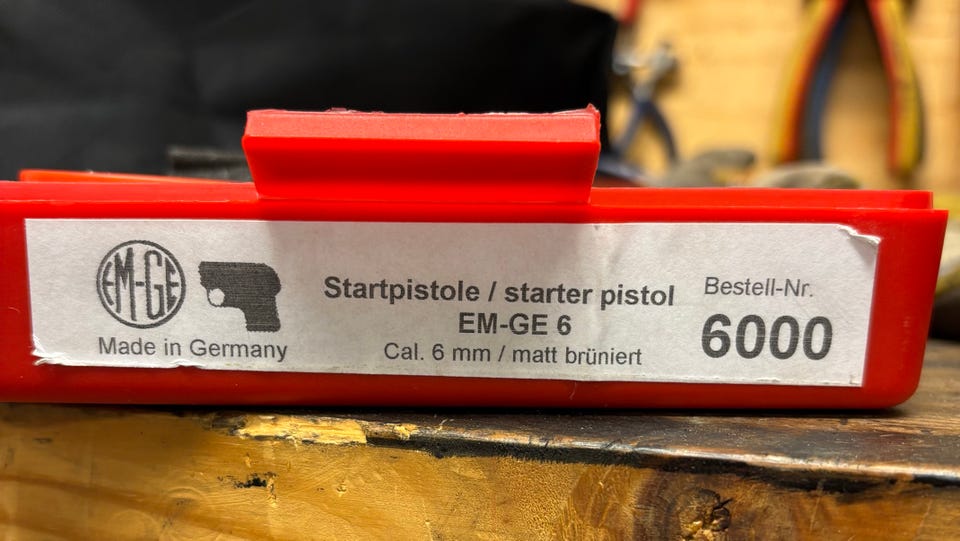 EM-GE
Made in Germany
Startpistole / starter pistol
EM-GE 6
Cal. 6 mm / matt brüniert
Bestell-Nr.
6000